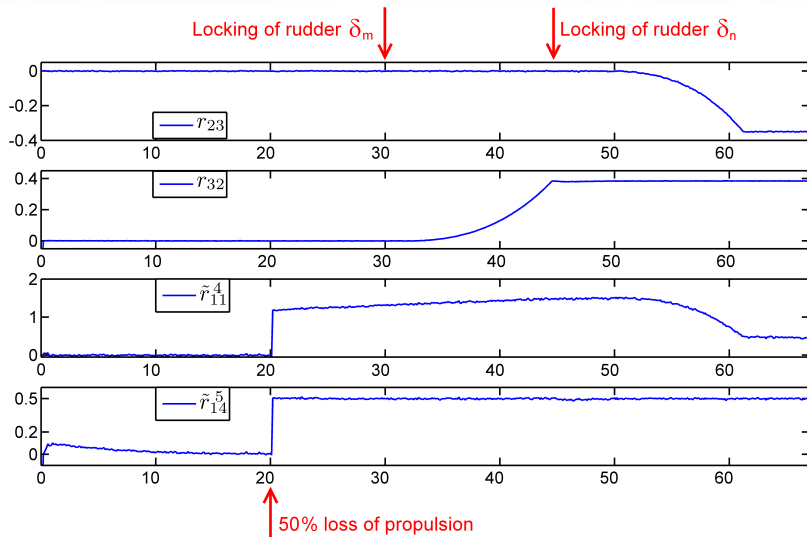 Locking of rudder δm
Locking of rudder δn
0
-0.2
-0.4
r23
0 10 20 30 40 50 60
0.4
0.2
0
r32
0 10 20 30 40 50 60
2
1
0
r̃11^4
0 10 20 30 40 50 60
0.5
0.2
0
r̃14^5
0 10 20 30 40 50 60
50% loss of propulsion